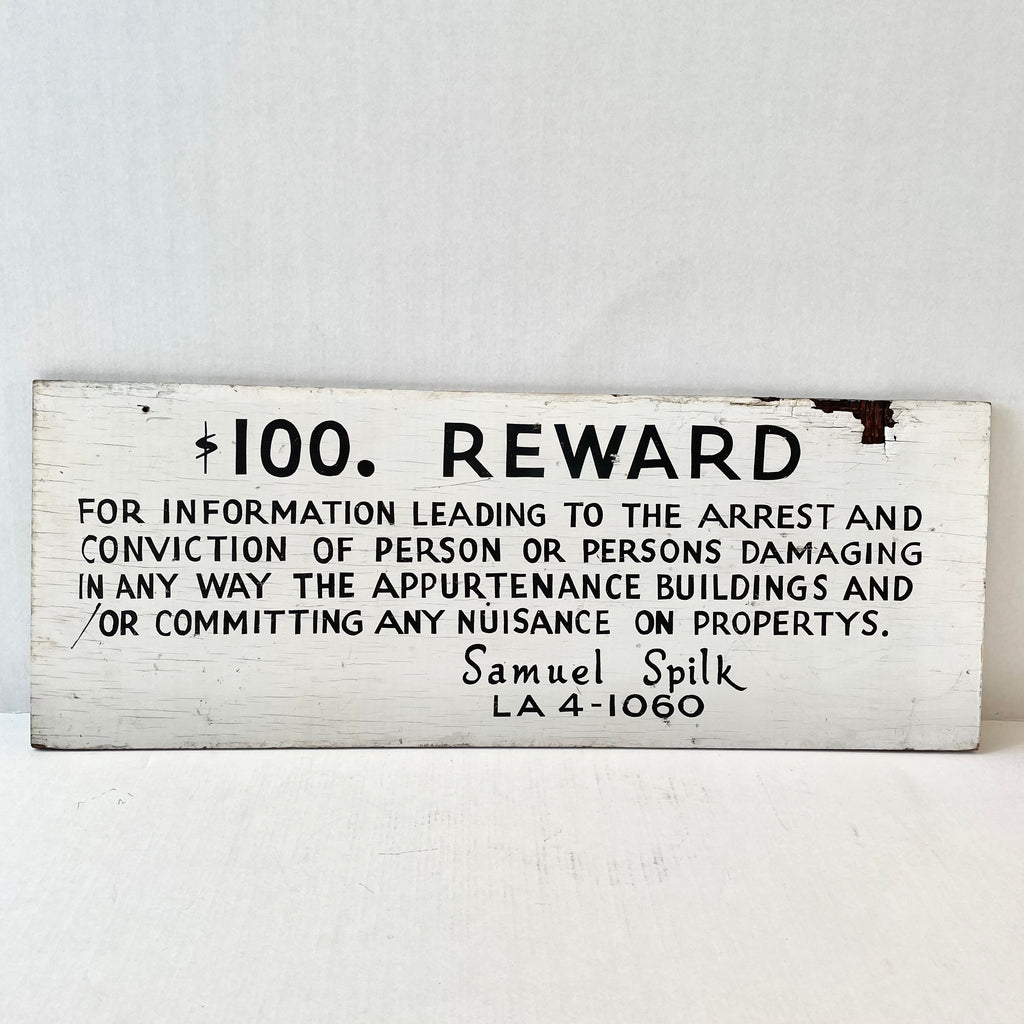 $100. REWARD
FOR INFORMATION LEADING TO THE ARREST AND
CONVICTION OF PERSON OR PERSONS DAMAGING
IN ANY WAY THE APPURTENANCE BUILDINGS AND
/OR COMMITTING ANY NUISANCE ON PROPERTYS.
Samuel Spilk
LA 4-1060